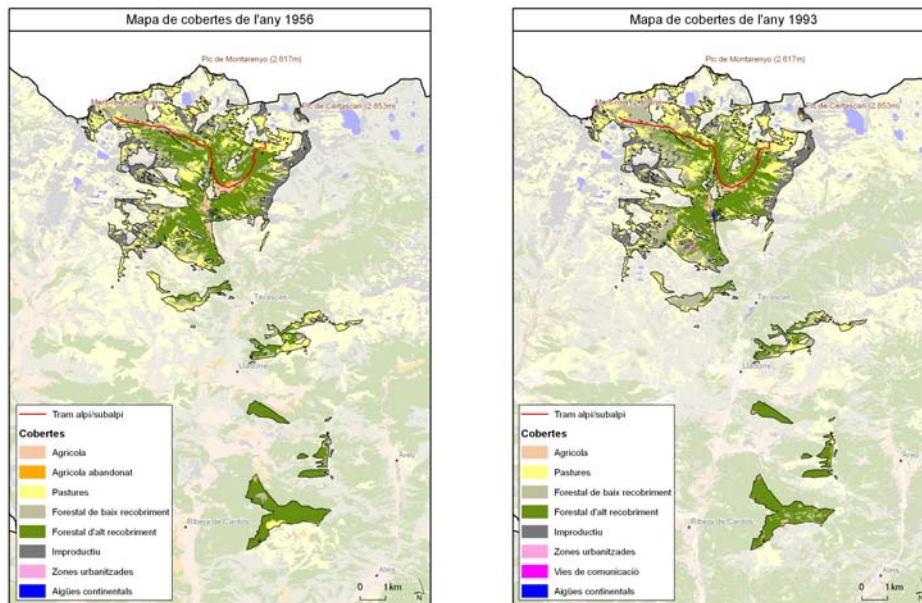 Mapa de cobertes de l'any 1956
Pic de Montarenyo (2.617m)
Pic de Certascan (2.853m)
Tavascan
Lladorre
Àreu
Ribera de Cardós
Alins
Tram alpí/subalpí
Cobertes
Agrícola
Agrícola abandonat
Pastures
Forestal de baix recobriment
Forestal d'alt recobriment
Improductiu
Zones urbanitzades
Aigües continentals
0 1 km
N
Mapa de cobertes de l'any 1993
Pic de Montarenyo (2.617m)
Pic de Certascan (2.853m)
Tavascan
Lladorre
Àreu
Ribera de Cardós
Alins
Tram alpí/subalpí
Cobertes
Agrícola
Pastures
Forestal de baix recobriment
Forestal d'alt recobriment
Improductiu
Zones urbanitzades
Vies de comunicació
Aigües continentals
0 1 km
N